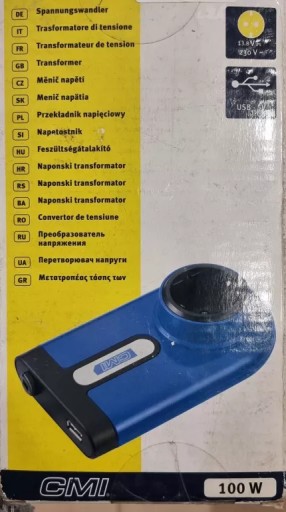 DE Spannungswandler
IT Trasformatore di tensione
FR Transformateur de tension
GB Transformer
CZ Měnič napětí
SK Menič napätia
PL Przekładnik napięciowy
SI Napetostnik
HU Feszültségátalakító
HR Naponski transformator
RS Naponski transformator
BA Naponski transformator
RO Convertor de tensiune
RU Преобразователь
напряжения
UA Перетворювач напруги
GR Μετατροπέας τάσης των
230 V ~
USB
CMI
100 W